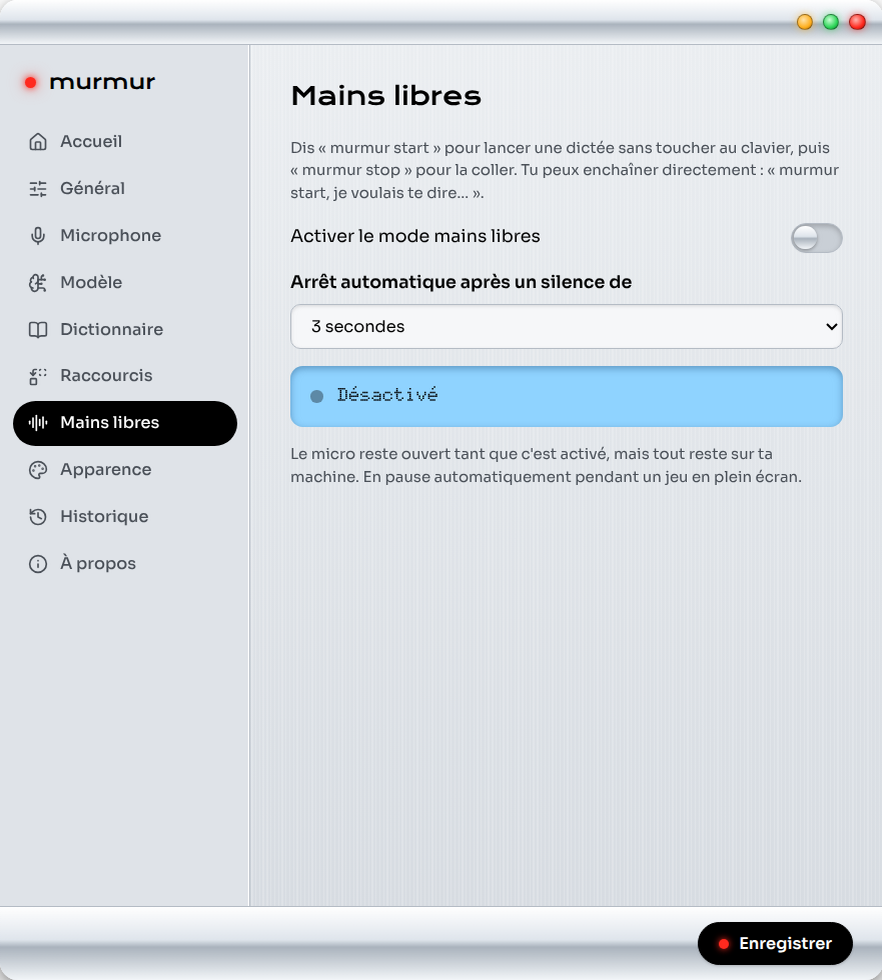 murmur
Accueil
Général
Microphone
Modèle
Dictionnaire
Raccourcis
Mains libres
Apparence
Historique
À propos
Mains libres
Dis « murmur start » pour lancer une dictée sans toucher au clavier, puis
« murmur stop » pour la coller. Tu peux enchaîner directement : « murmur
start, je voulais te dire... ».
Activer le mode mains libres
Arrêt automatique après un silence de
3 secondes
Désactivé
Le micro reste ouvert tant que c'est activé, mais tout reste sur ta
machine. En pause automatiquement pendant un jeu en plein écran.
Enregistrer